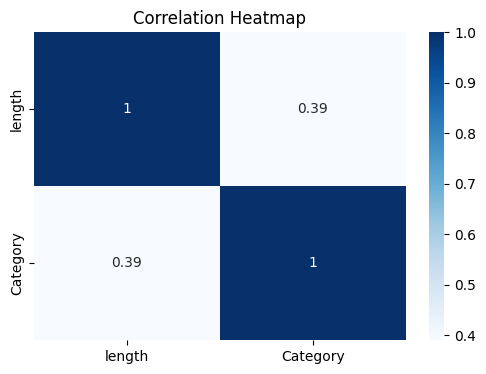 Correlation Heatmap
length
1
0.39
Category
0.39
1
length
Category
1.0
0.9
0.8
0.7
0.6
0.5
0.4